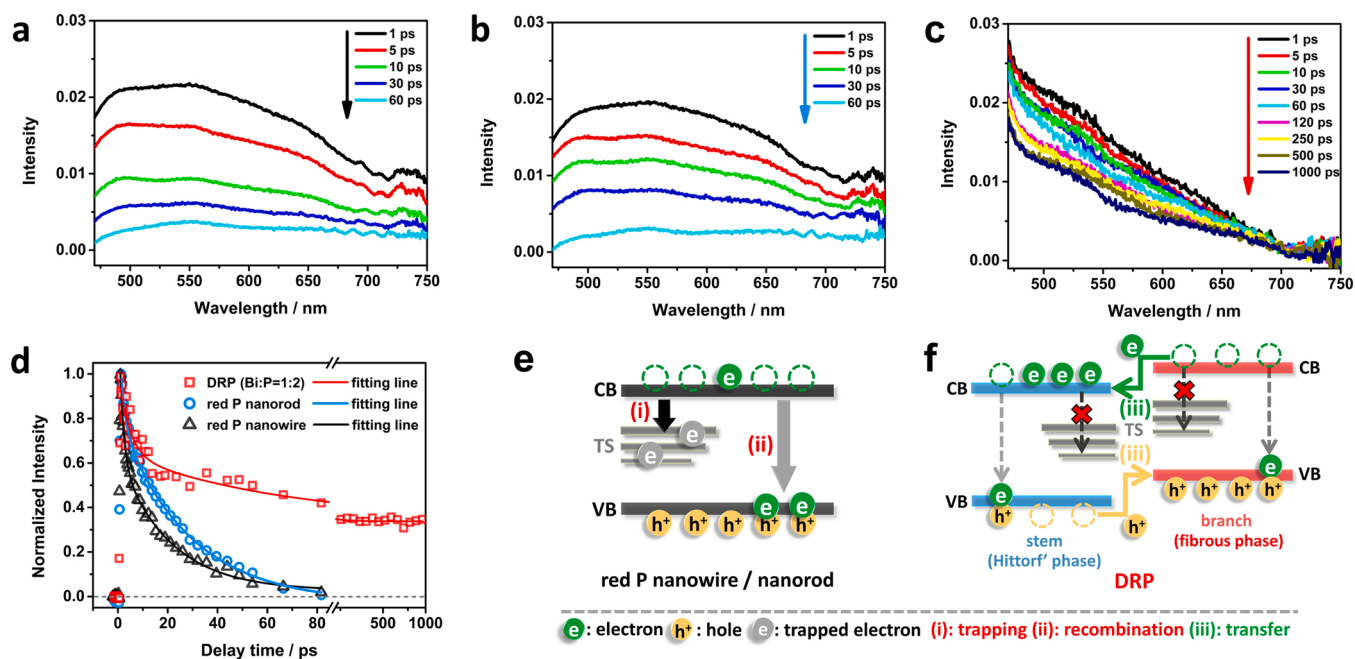 a
0.03
0.02
0.01
0.00
Intensity
1 ps
5 ps
10 ps
30 ps
60 ps
500 550 600 650 700 750
Wavelength / nm
b
0.03
0.02
0.01
0.00
Intensity
1 ps
5 ps
10 ps
30 ps
60 ps
500 550 600 650 700 750
Wavelength / nm
c
0.03
0.02
0.01
0.00
Intensity
1 ps
5 ps
10 ps
30 ps
60 ps
120 ps
250 ps
500 ps
1000 ps
500 550 600 650 700 750
Wavelength / nm
d
1.0
0.8
0.6
0.4
0.2
0.0
Normalized Intensity
DRP (Bi:P=1:2) fitting line
red P nanorod fitting line
red P nanowire fitting line
0 20 40 60 80 500 1000
Delay time / ps
e
e
CB
(i)
e
TS
e
(ii)
VB
e e
h+ h+ h+ h+ h+
red P nanowire / nanorod
f
e
CB
e e e
CB
(iii)
TS
(iii)
e
VB
h+ h+ h+ h+
e
VB
h+
h+
stem
(Hittorf' phase)
branch
(fibrous phase)
DRP
e : electron h+ : hole e : trapped electron (i): trapping (ii): recombination (iii): transfer